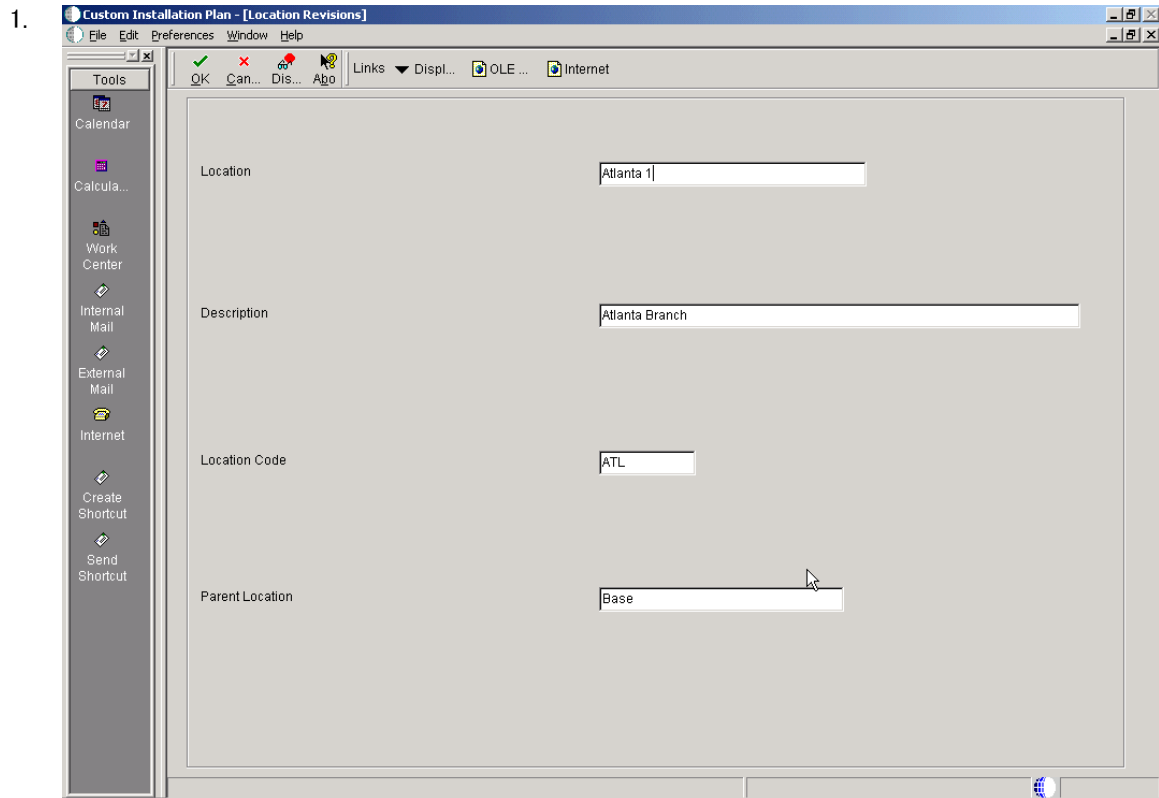 1.
Custom Installation Plan - [Location Revisions]
File Edit Preferences Window Help
Tools
OK Can... Dis... Abo Links Displ... OLE ... Internet
Calendar
Calcula...
Work
Center
Internal
Mail
External
Mail
Internet
Create
Shortcut
Send
Shortcut
Location Atlanta 1
Description Atlanta Branch
Location Code ATL
Parent Location Base